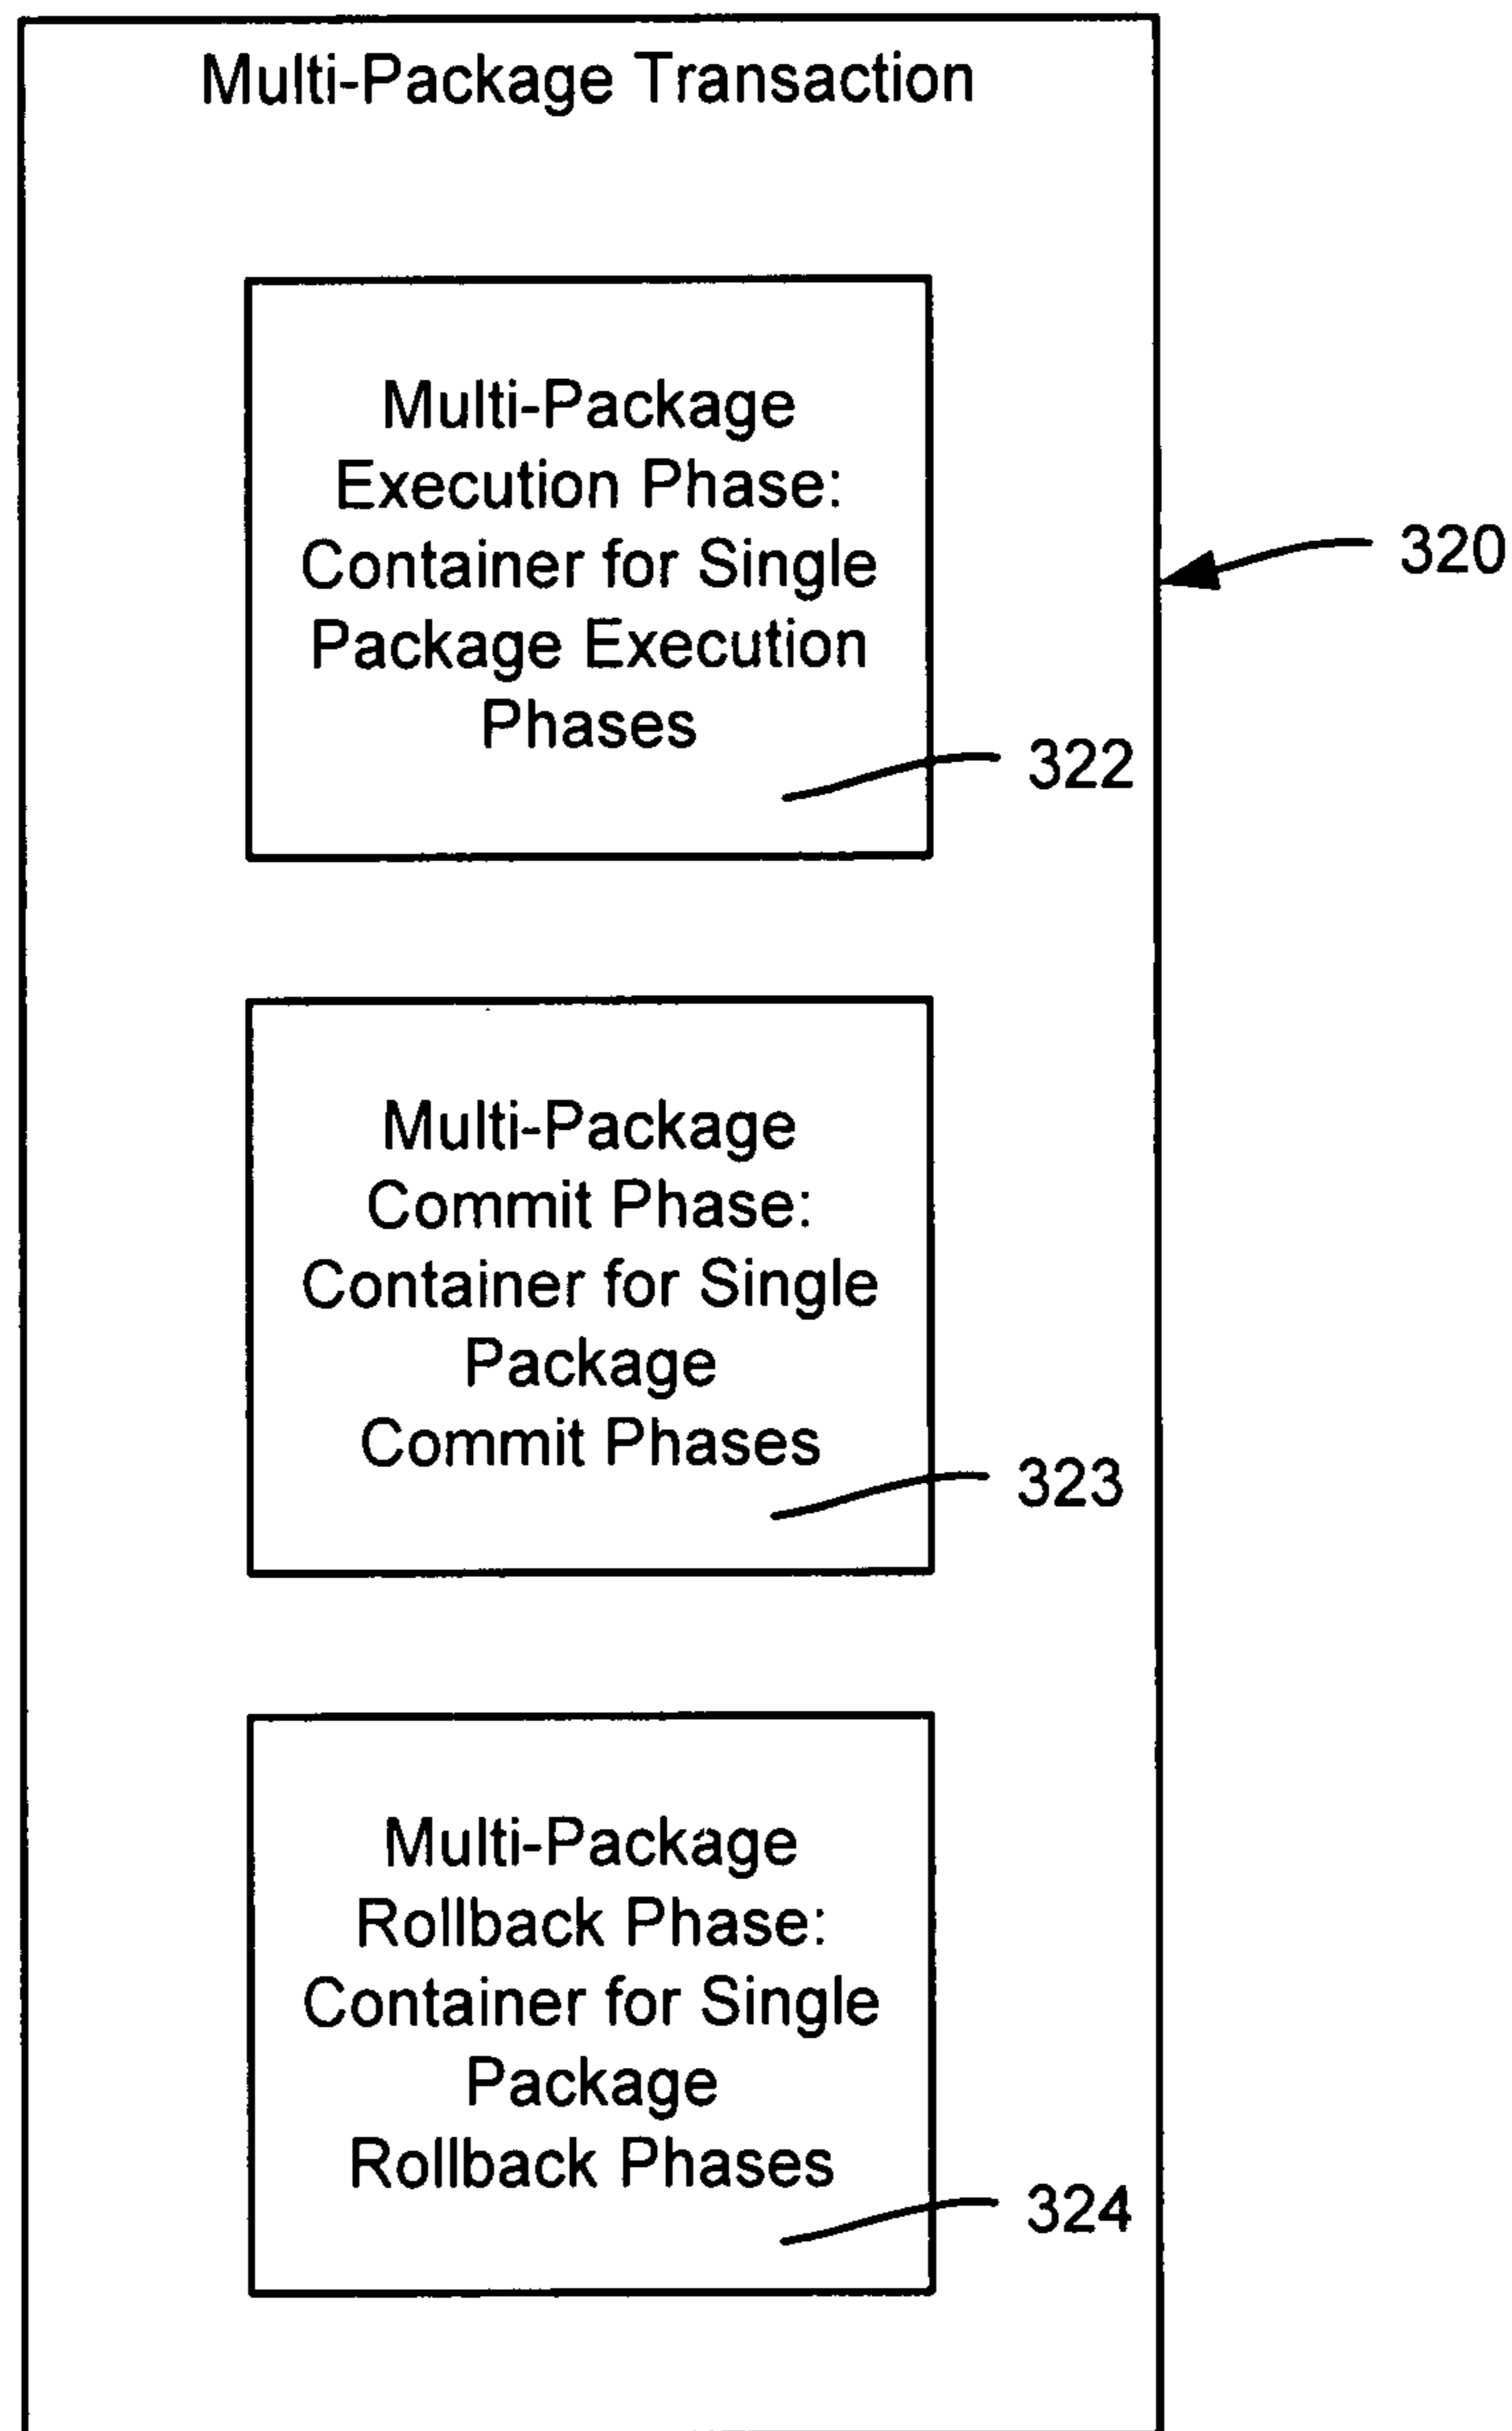 Multi-Package Transaction
Multi-Package
Execution Phase:
Container for Single
Package Execution
Phases
320
322
Multi-Package
Commit Phase:
Container for Single
Package
Commit Phases
323
Multi-Package
Rollback Phase:
Container for Single
Package
Rollback Phases
324